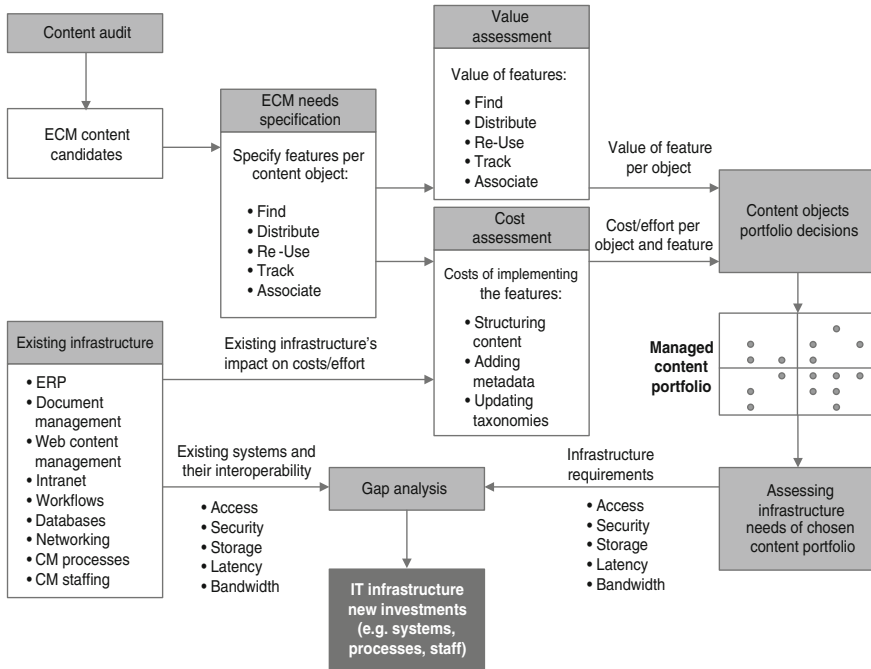 Content audit
ECM content
candidates
ECM needs
specification
Specify features per
content object:
• Find
• Distribute
• Re-Use
• Track
• Associate
Value
assessment
Value of features:
• Find
• Distribute
• Re-Use
• Track
• Associate
Value of feature
per object
Cost
assessment
Costs of implementing
the features:
• Structuring
content
• Adding
metadata
• Updating
taxonomies
Cost/effort per
object and feature
Content objects
portfolio decisions
Managed
content
portfolio
Existing infrastructure
• ERP
• Document
management
• Web content
management
• Intranet
• Workflows
• Databases
• Networking
• CM processes
• CM staffing
Existing infrastructure's
impact on costs/effort
Existing systems and
their interoperability
• Access
• Security
• Storage
• Latency
• Bandwidth
Gap analysis
Infrastructure
requirements
• Access
• Security
• Storage
• Latency
• Bandwidth
Assessing
infrastructure
needs of chosen
content portfolio
IT infrastructure
new investments
(e.g. systems,
processes, staff)